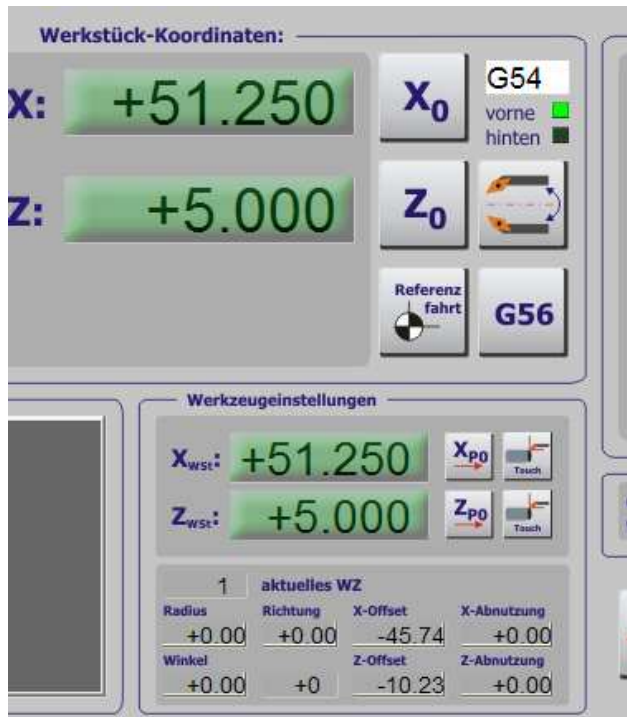 Werkstück-Koordinaten:
X: +51.250 X0 G54
vorne
hinten
Z: +5.000 Z0
Referenz
fahrt
G56
Werkzeugeinstellungen
Xwst: +51.250 XP0 Touch
Zwst: +5.000 ZP0 Touch
1 aktuelles WZ
Radius Richtung X-Offset X-Abnutzung
+0.00 +0.00 -45.74 +0.00
Winkel Z-Offset Z-Abnutzung
+0.00 +0 -10.23 +0.00